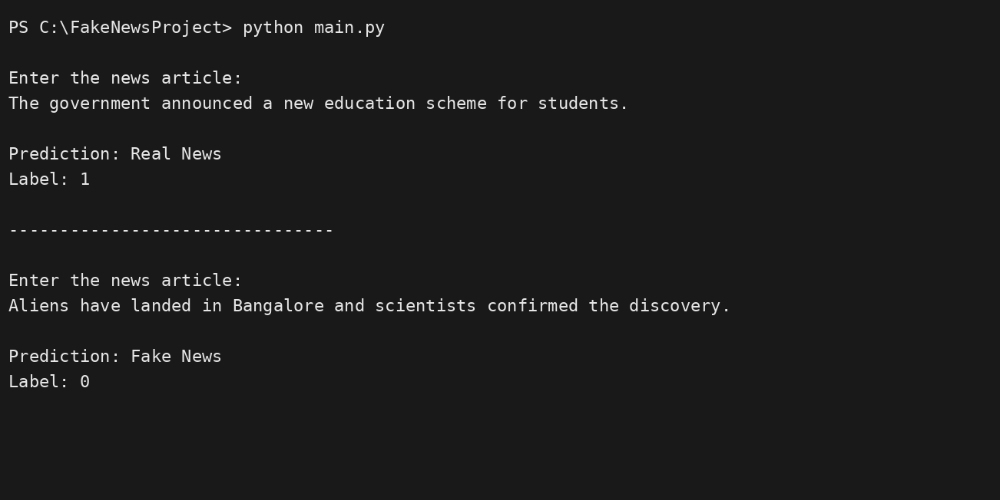 PS C:\FakeNewsProject> python main.py
Enter the news article:
The government announced a new education scheme for students.
Prediction: Real News
Label: 1
--------------------------------
Enter the news article:
Aliens have landed in Bangalore and scientists confirmed the discovery.
Prediction: Fake News
Label: 0